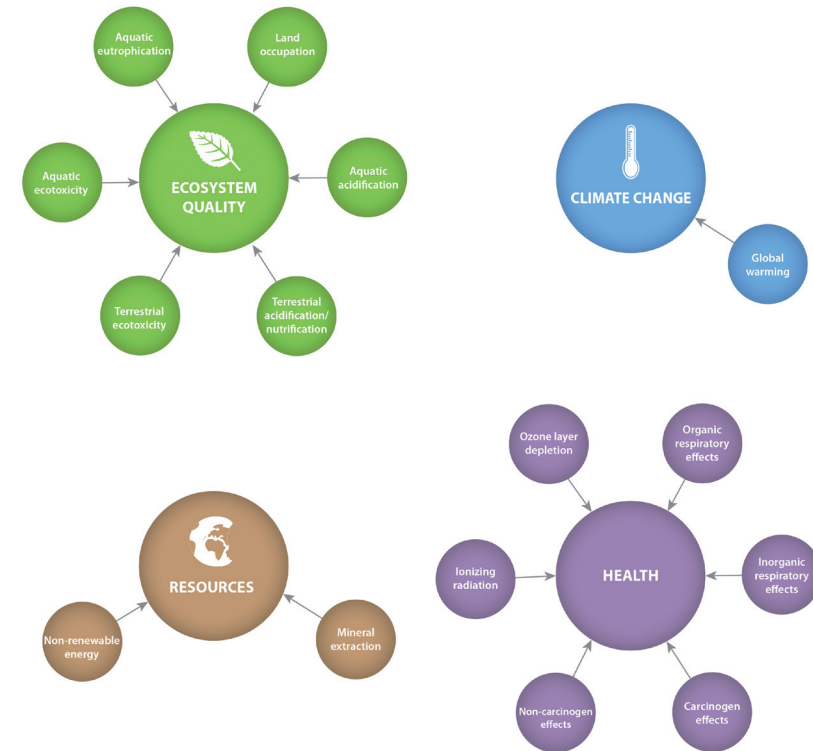 Aquatic
eutrophication
Land
occupation
Aquatic
ecotoxicity
ECOSYSTEM
QUALITY
Aquatic
acidification
Terrestrial
ecotoxicity
Terrestrial
acidification/
nutrification
CLIMATE CHANGE
Global
warming
RESOURCES
Non-renewable
energy
Mineral
extraction
Ozone layer
depletion
Organic
respiratory
effects
Ionizing
radiation
HEALTH
Inorganic
respiratory
effects
Non-carcinogen
effects
Carcinogen
effects